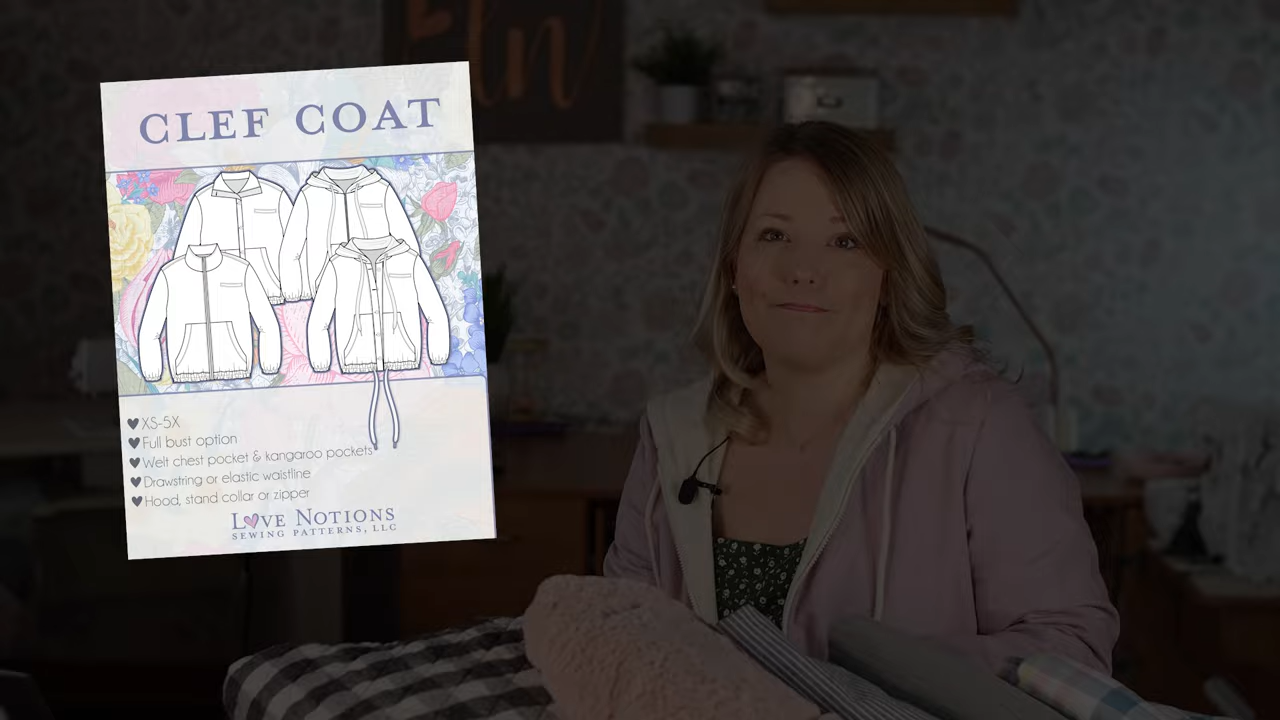 CLEF COAT
XS-5X
Full bust option
Welt chest pocket & kangaroo pockets
Drawstring or elastic waistline
Hood, stand collar or zipper
LOVE NOTIONS
SEWING PATTERNS, LLC
ln